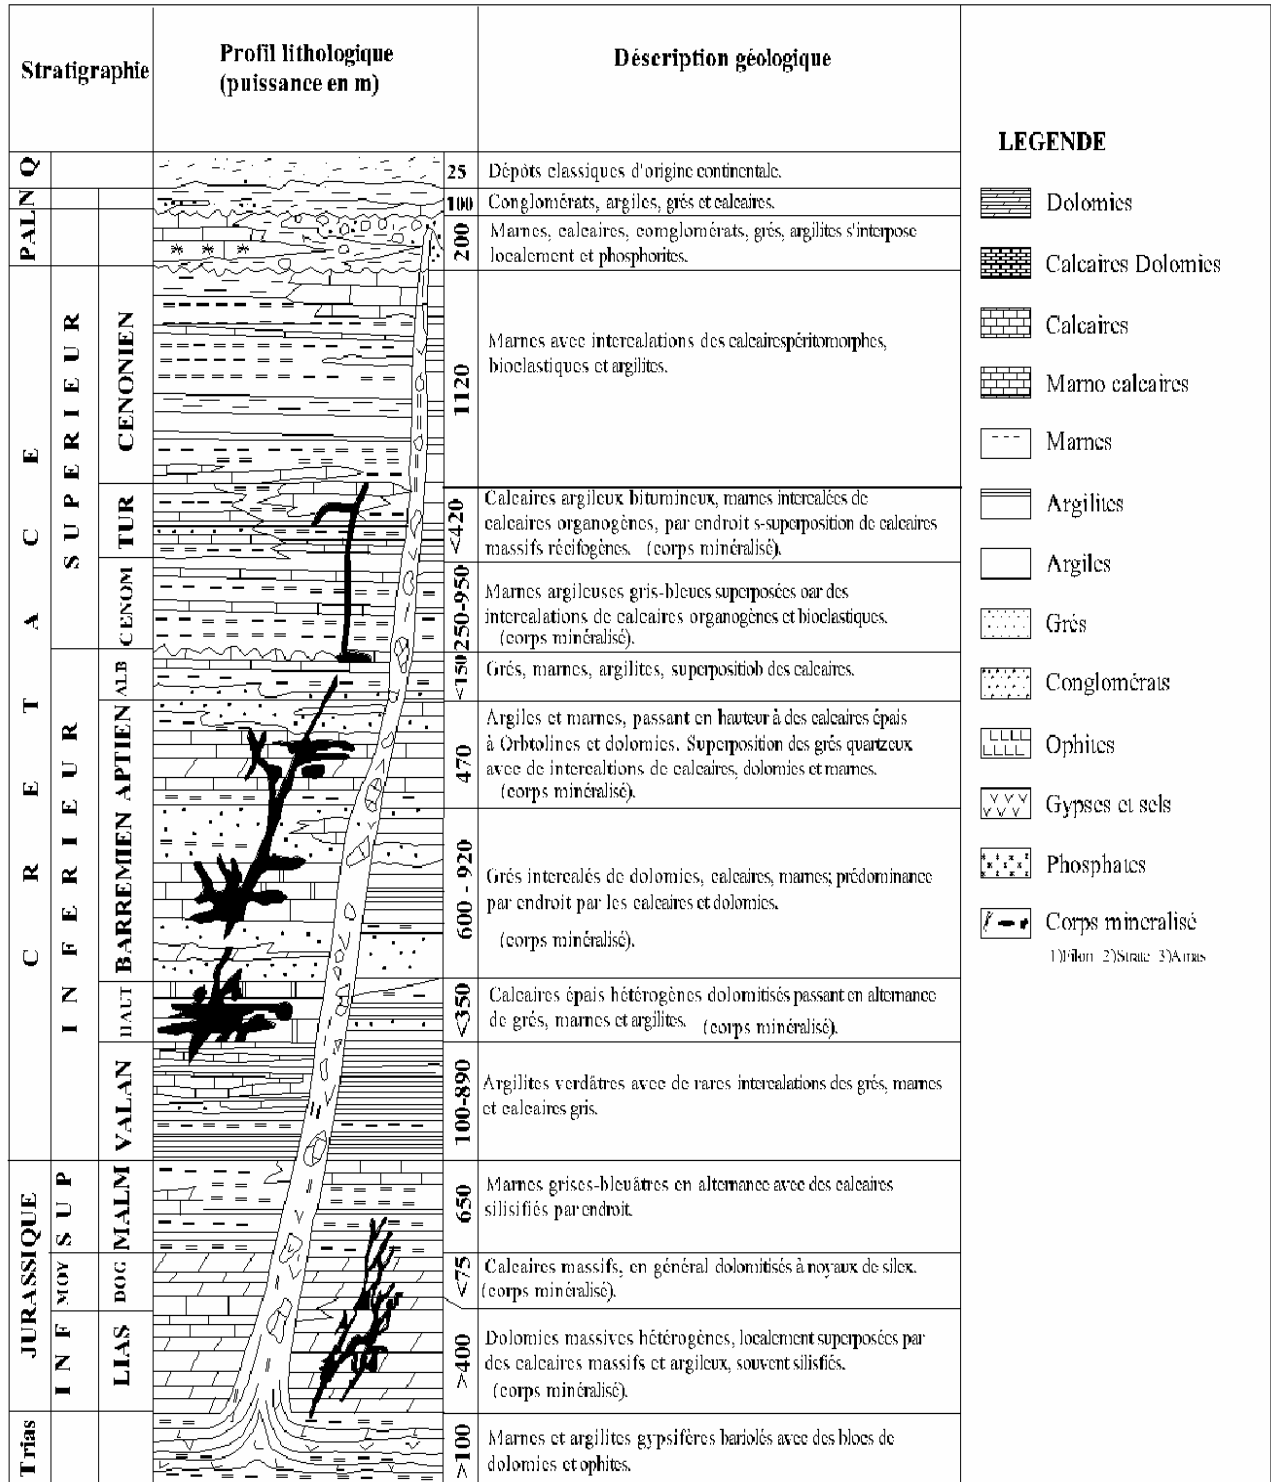 Stratigraphie
Profil lithologique
(puissance en m)
Déscription géologique
Q
25
Dépôts classiques d'origine continentale.
N
100
Conglomérats, argiles, grés et calcaires.
PAL
200
Marnes, calcaires, comglomérats, grés, argilites s'interpose
localement et phosphorites.
CRETACE
SUPERIEUR
CENONIEN
1120
Marnes avec intercalations des calcairespéritomorphes,
bioclastiques et argilites.
TUR
<420
Calcaires argileux bitumineux, marnes intercalées de
calcaires organogènes, par endroit s-superposition de calcaires
massifs récifogènes. (corps minéralisé).
CENOM
250-950
Marnes argileuses gris-bleues superposées oar des
intercalations de calcaires organogènes et bioclastiques.
(corps minéralisé).
INFERIEUR
ALB
<150
Grés, marnes, argilites, superpositiob des calcaires.
APTIEN
470
Argiles et marnes, passant en hauteur à des calcaires épais
à Orbtolines et dolomies. Superposition des grés quartzeux
avec de intercaltions de calcaires, dolomies et marnes.
(corps minéralisé).
BARREMIEN
600 - 920
Grés intercalés de dolomies, calcaires, marnes; prédominance
par endroit par les calcaires et dolomies.
(corps minéralisé).
HAUT
<350
Calcaires épais hétérogènes dolomitisés passant en alternance
de grés, marnes et argilites. (corps minéralisé).
VALAN
100-890
Argilites verdâtres avec de rares intercalations des grés, marnes
et calcaires gris.
JURASSIQUE
SUP
MALM
650
Marnes grises-bleuâtres en alternance avec des calcaires
silisifiés par endroit.
MOY
DOG
<75
Calcaires massifs, en général dolomitisés à noyaux de silex.
(corps minéralisé).
INF
LIAS
>400
Dolomies massives hétérogènes, localement superposées par
des calcaires massifs et argileux, souvent silisfiés.
(corps minéralisé).
Trias
>100
Marnes et argilites gypsifères bariolés avec des blocs de
dolomies et ophites.
LEGENDE
Dolomies
Calcaires Dolomies
Calcaires
Marno calcaires
Marnes
Argilites
Argiles
Grés
Conglomérats
Ophites
Gypses et sels
Phosphates
Corps mineralisé
1)Filon 2)Strate 3)Amas